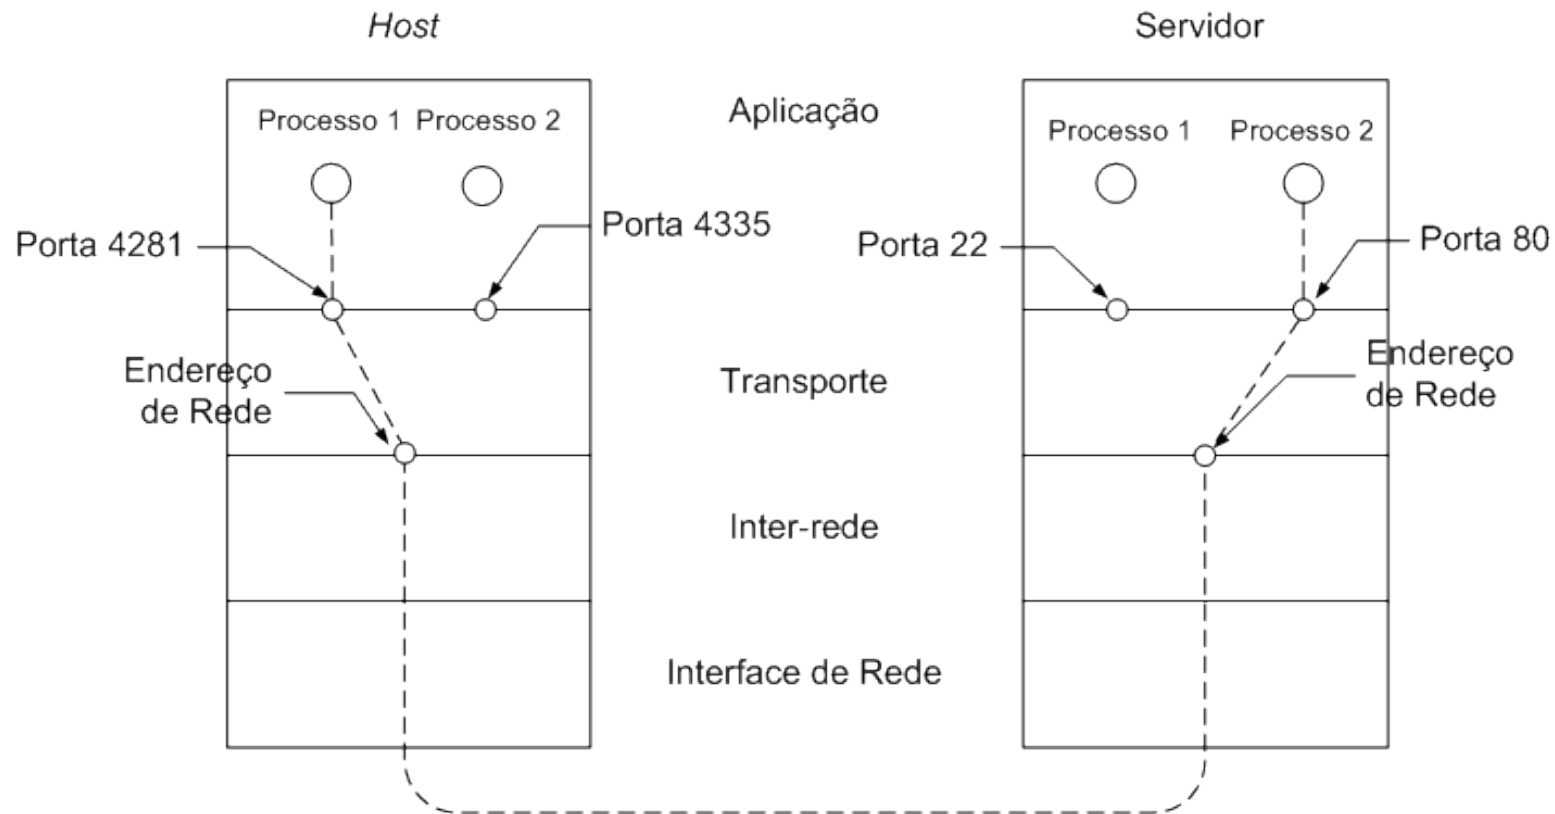 Host
Servidor
Aplicação
Processo 1 Processo 2
Processo 1
Processo 2
Porta 4281
Porta 4335
Porta 22
Porta 80
Endereço
de Rede
Transporte
Endereço
de Rede
Inter-rede
Interface de Rede